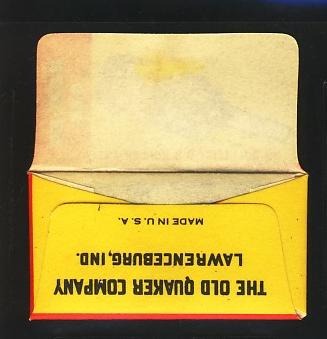 THE OLD QUAKER COMPANY
LAWRENCEBURG, IND.
MADE IN U.S.A.